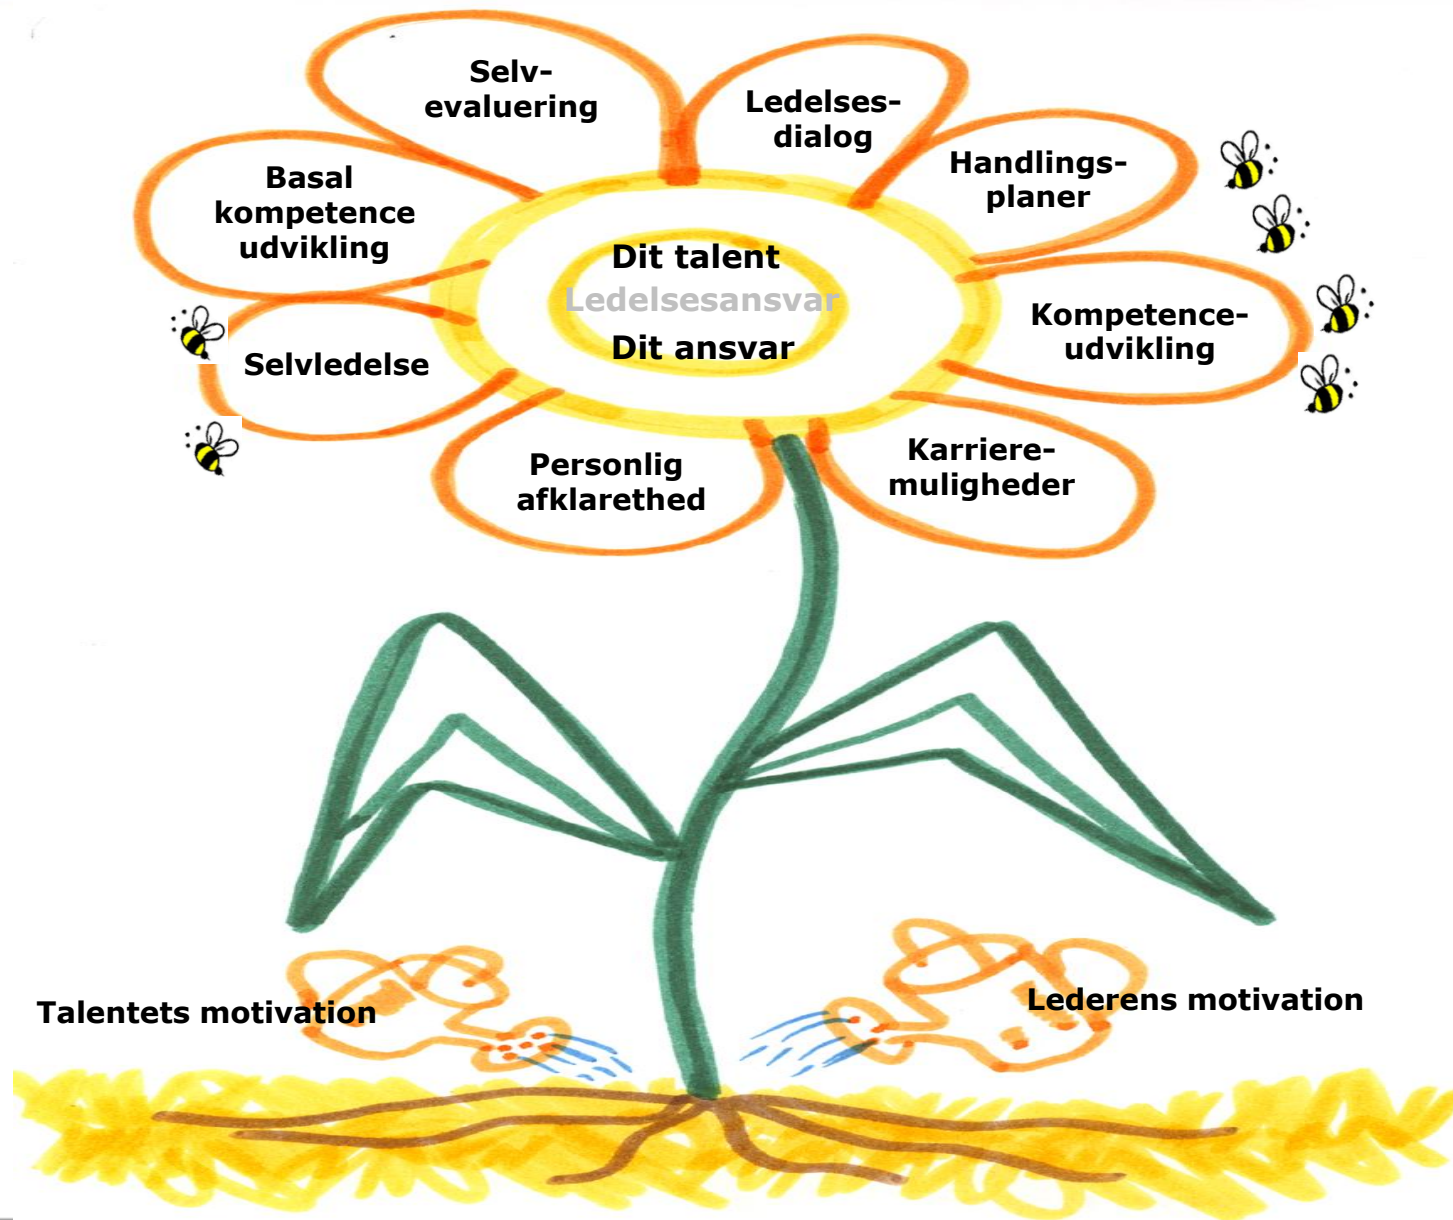 Selv-
evaluering
Ledelses-
dialog
Handlings-
planer
Basal
kompetence
udvikling
Dit talent
Ledelsesansvar
Dit ansvar
Kompetence-
udvikling
Selvledelse
Personlig
afklarethed
Karriere-
muligheder
Talentets motivation
Lederens motivation